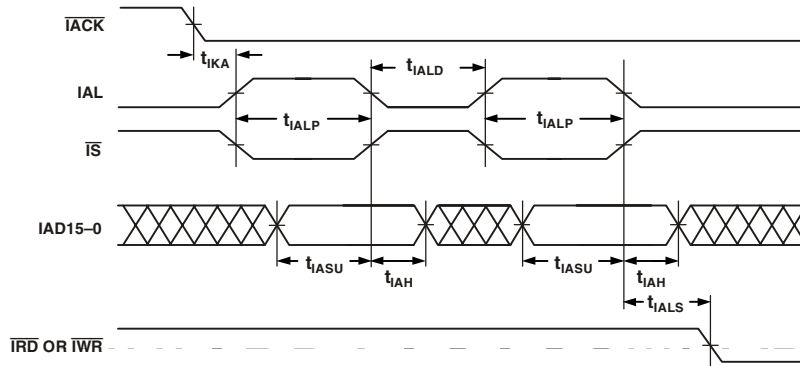 IACK
tIKA
tIALD
IAL
tIALP
tIALP
IS
IAD15–0
tIASU
tIAH
tIASU
tIAH
tIALS
IRD OR IWR